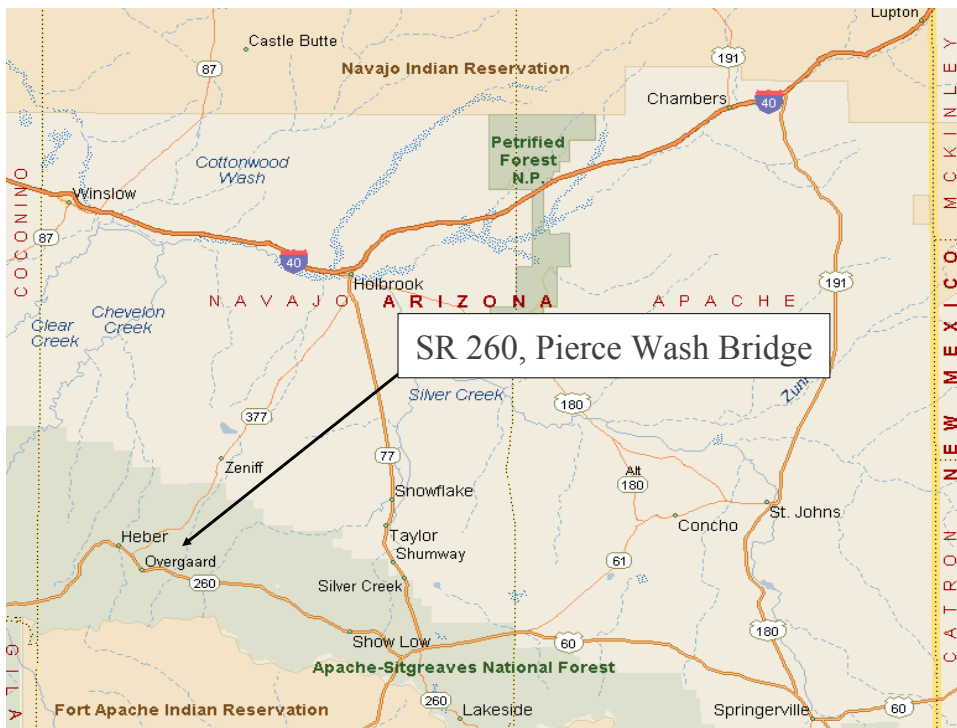 Lupton
Castle Butte
87
Navajo Indian Reservation
191
Chambers
40
Petrified
Forest
N.P.
Cottonwood
Wash
Winslow
COCONINO
87
MCKINLEY
40
Holbrook
NAVAJO
ARIZONA
APACHE
191
Clear
Creek
Chevelon
Creek
SR 260, Pierce Wash Bridge
Silver Creek
180
377
77
Zeniff
Snowflake
Alt
180
St. Johns
Concho
Taylor
Shumway
Heber
Overgaard
260
Silver Creek
61
NEW MEXICO
CATRON
Show Low
60
180
Apache-Sitgreaves National Forest
GILA
Fort Apache Indian Reservation
260
Lakeside
Springerville
60